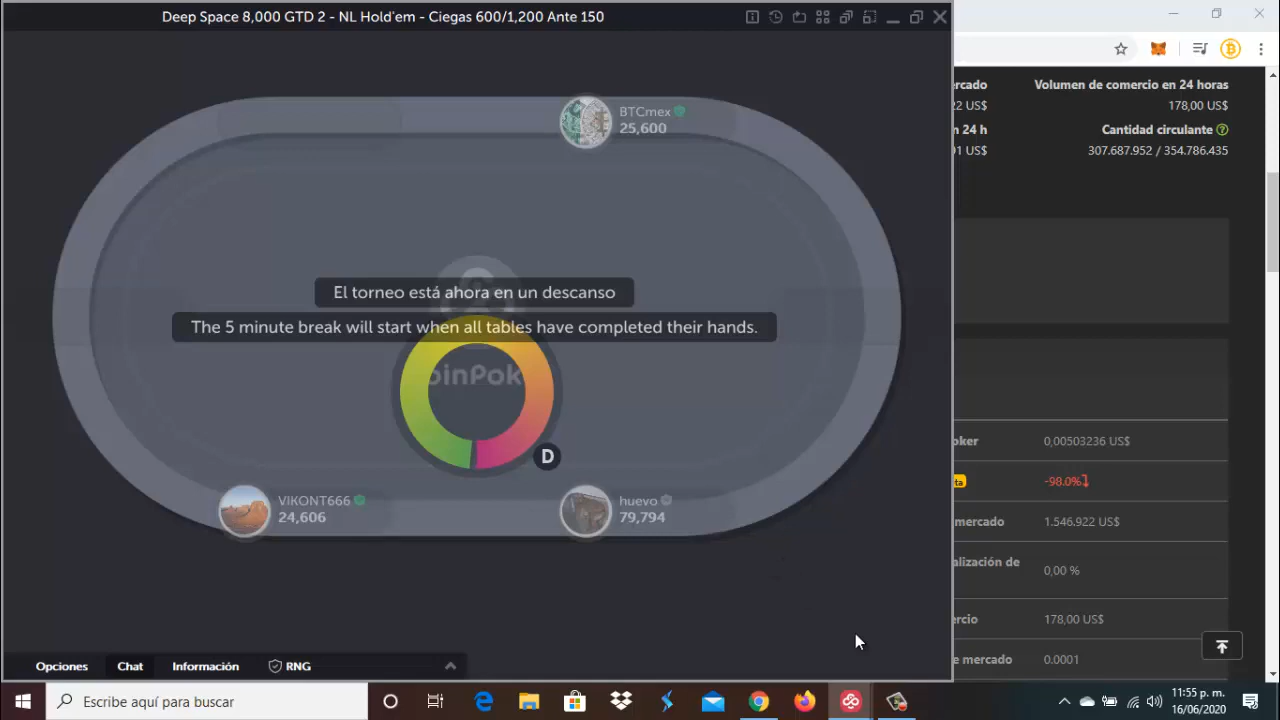 Deep Space 8,000 GTD 2 - NL Hold'em - Ciegas 600/1,200 Ante 150
BTCmex
25,600
El torneo está ahora en un descanso
The 5 minute break will start when all tables have completed their hands.
oinPok
D
VIKONT666
24,606
huevo
79,794
Opciones
Chat
Información
RNG
ercado
Volumen de comercio en 24 horas
22 US$
178,00 US$
n 24 h
Cantidad circulante
91 US$
307.687.952 / 354.786.435
oker
0,00503236 US$
eta
-98.0%
mercado
1.546.922 US$
alización de
0,00 %
ercio
178,00 US$
e mercado
0.0001
Escribe aquí para buscar
11:55 p. m.
16/06/2020